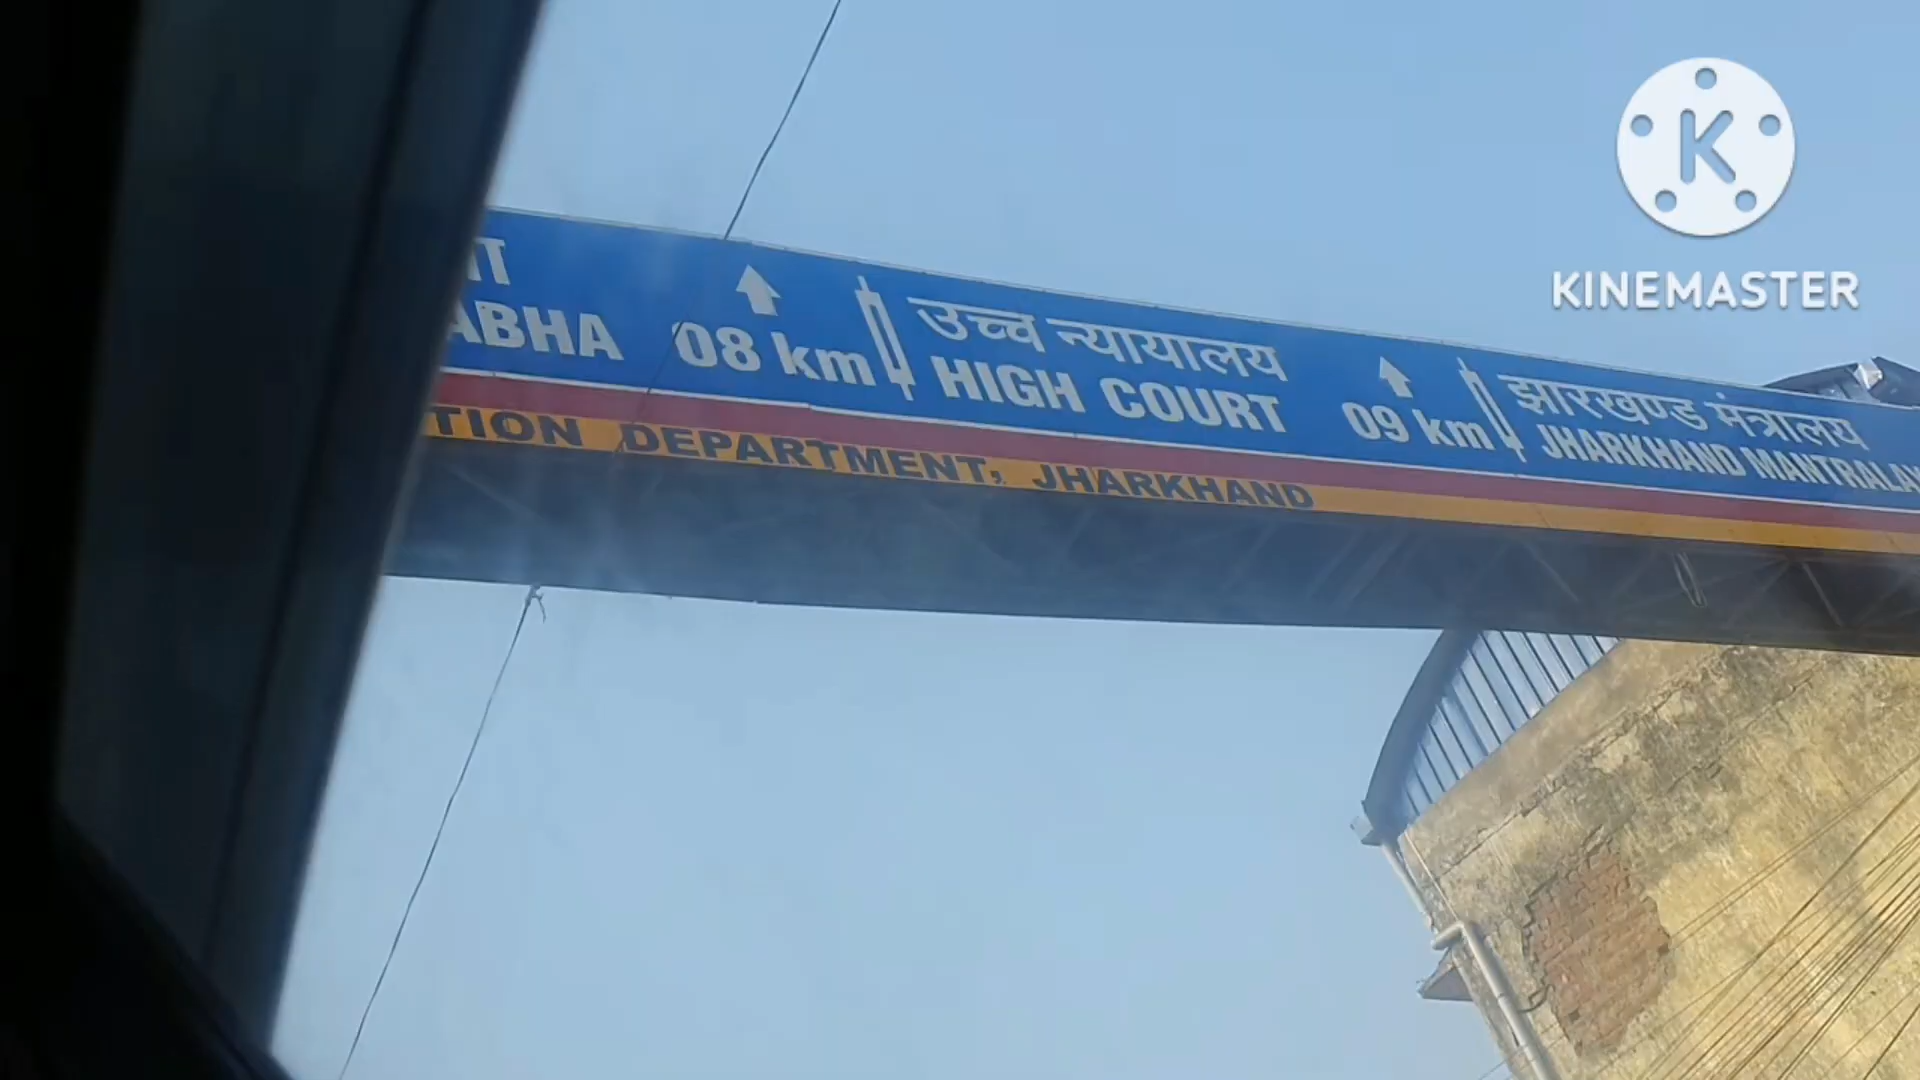 ABHA
08 km
उच्च न्यायालय
HIGH COURT
09 km
झारखण्ड मंत्रालय
JHARKHAND MANTRALAY
TION DEPARTMENT, JHARKHAND
K
KINEMASTER